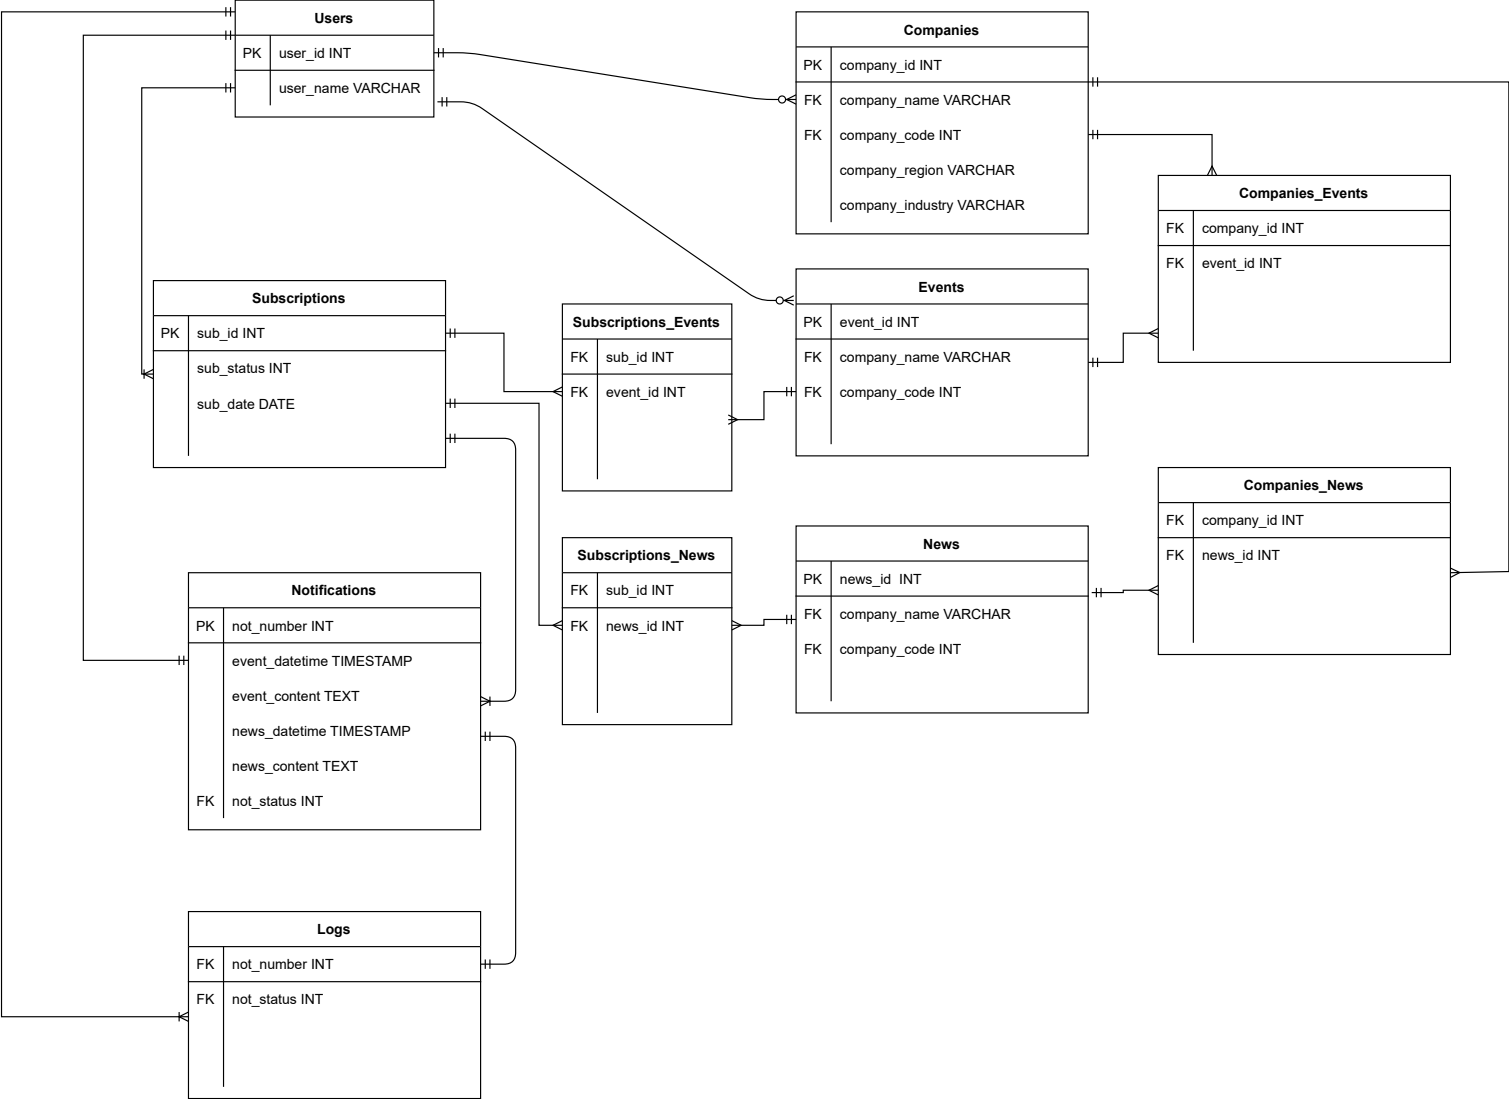 Users
PK user_id INT
user_name VARCHAR
Companies
PK company_id INT
FK company_name VARCHAR
FK company_code INT
company_region VARCHAR
company_industry VARCHAR
Companies_Events
FK company_id INT
FK event_id INT
Subscriptions
PK sub_id INT
sub_status INT
sub_date DATE
Subscriptions_Events
FK sub_id INT
FK event_id INT
Events
PK event_id INT
FK company_name VARCHAR
FK company_code INT
Companies_News
FK company_id INT
FK news_id INT
Subscriptions_News
FK sub_id INT
FK news_id INT
News
PK news_id INT
FK company_name VARCHAR
FK company_code INT
Notifications
PK not_number INT
event_datetime TIMESTAMP
event_content TEXT
news_datetime TIMESTAMP
news_content TEXT
FK not_status INT
Logs
FK not_number INT
FK not_status INT